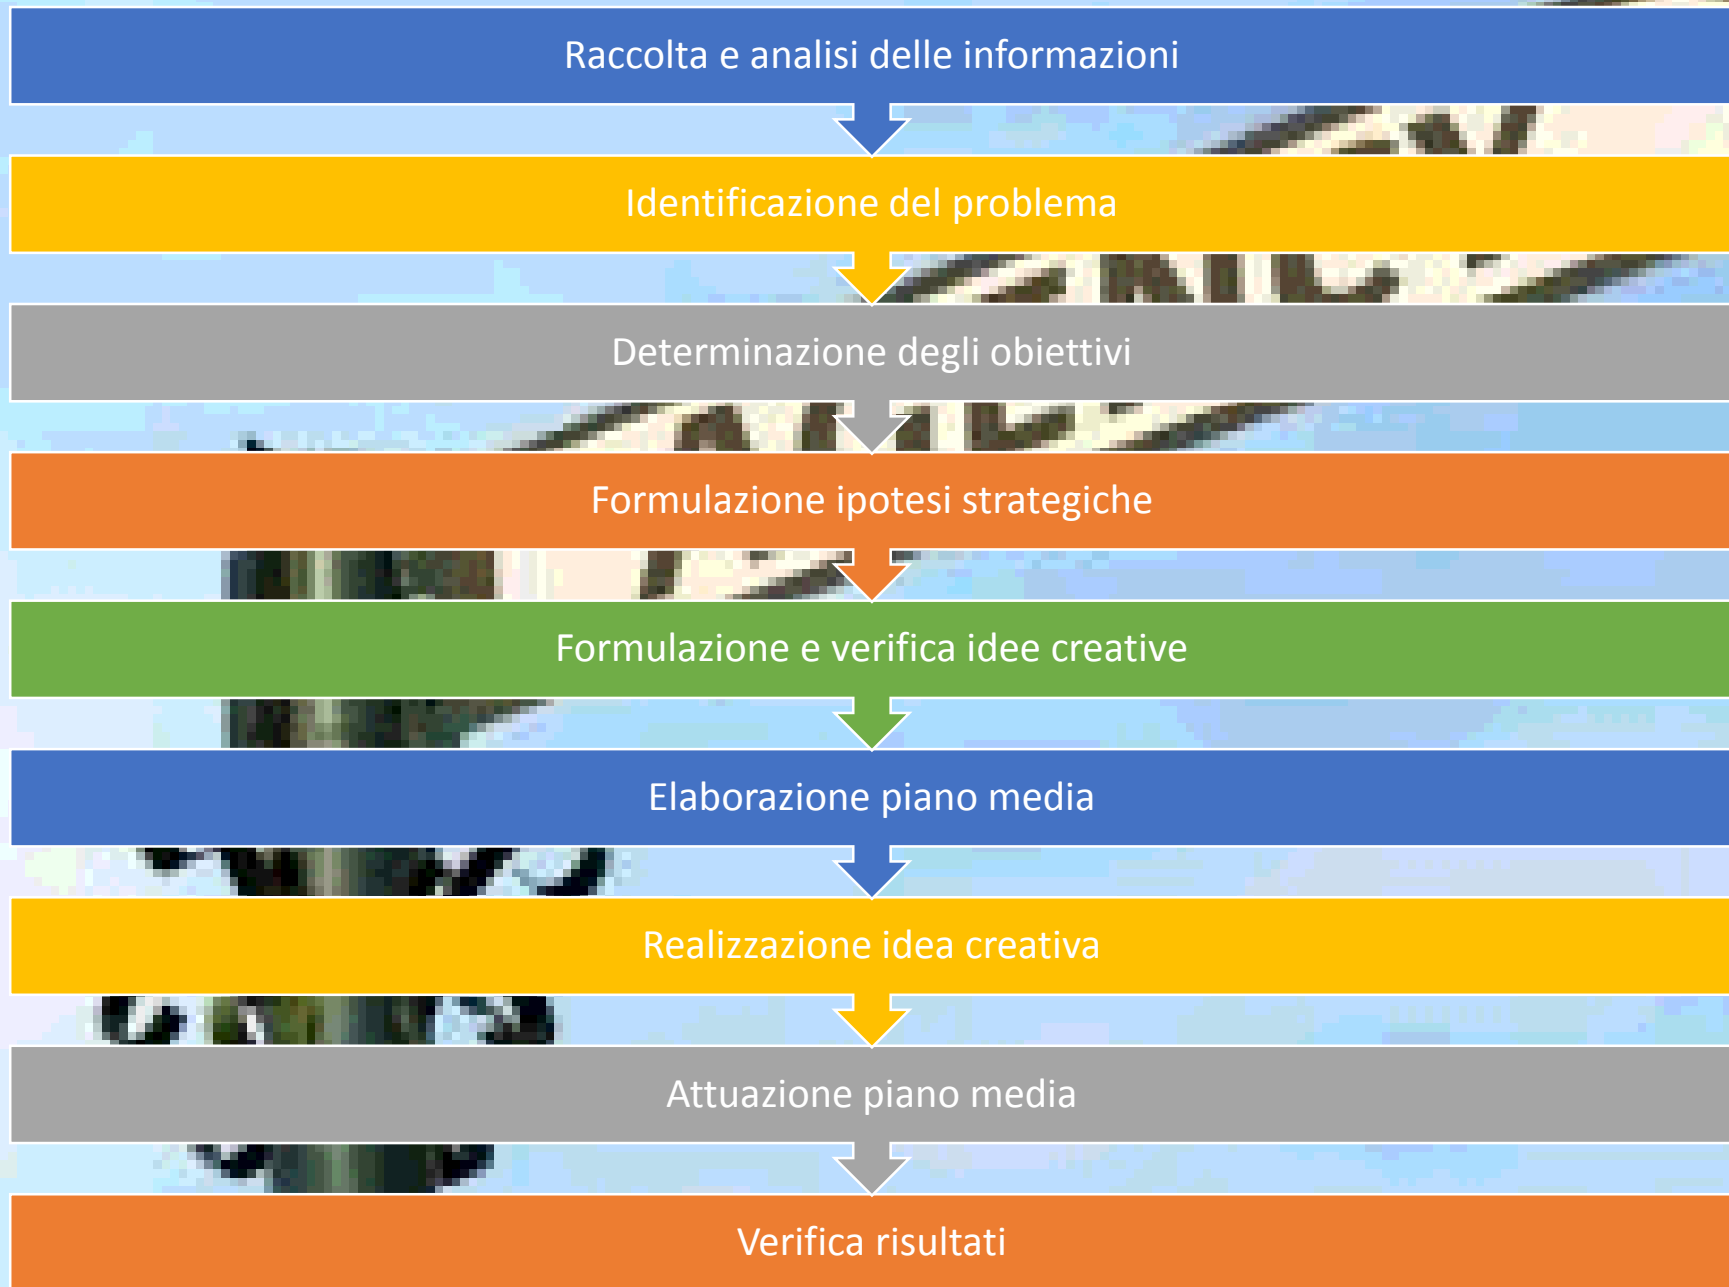 Raccolta e analisi delle informazioni
Identificazione del problema
Determinazione degli obiettivi
Formulazione ipotesi strategiche
Formulazione e verifica idee creative
Elaborazione piano media
Realizzazione idea creativa
Attuazione piano media
Verifica risultati